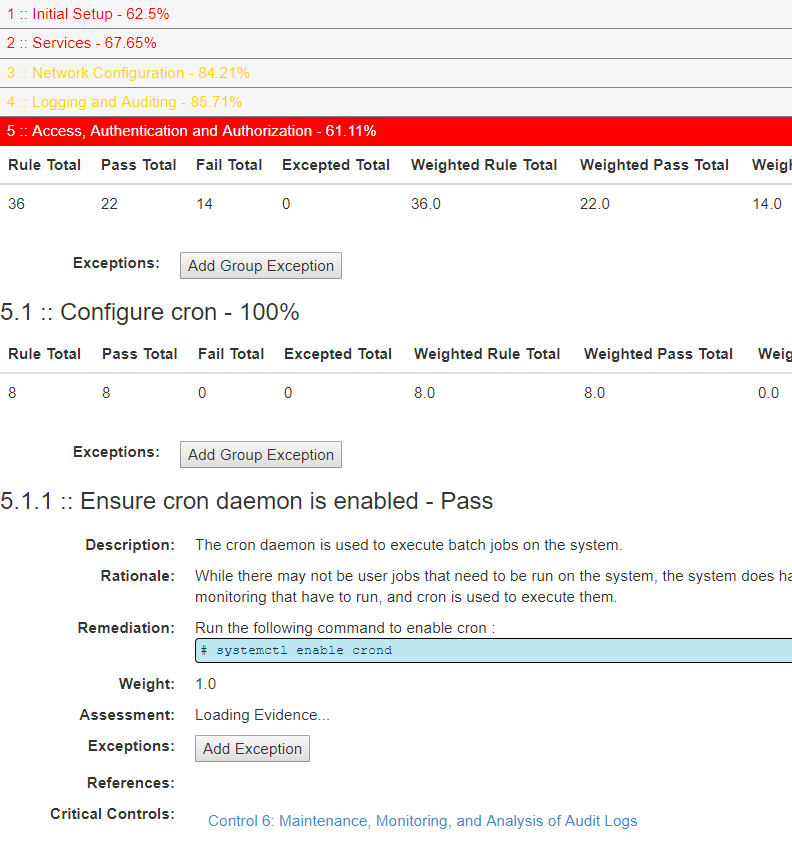 1 :: Initial Setup - 62.5%
2 :: Services - 67.65%
3 :: Network Configuration - 84.21%
4 :: Logging and Auditing - 85.71%
5 :: Access, Authentication and Authorization - 61.11%
Rule Total Pass Total Fail Total Excepted Total Weighted Rule Total Weighted Pass Total Weigh
36 22 14 0 36.0 22.0 14.0
Exceptions: Add Group Exception
5.1 :: Configure cron - 100%
Rule Total Pass Total Fail Total Excepted Total Weighted Rule Total Weighted Pass Total Weig
8 8 0 0 8.0 8.0 0.0
Exceptions: Add Group Exception
5.1.1 :: Ensure cron daemon is enabled - Pass
Description: The cron daemon is used to execute batch jobs on the system.
Rationale: While there may not be user jobs that need to be run on the system, the system does ha
monitoring that have to run, and cron is used to execute them.
Remediation: Run the following command to enable cron :
# systemctl enable crond
Weight: 1.0
Assessment: Loading Evidence...
Exceptions: Add Exception
References:
Critical Controls: Control 6: Maintenance, Monitoring, and Analysis of Audit Logs